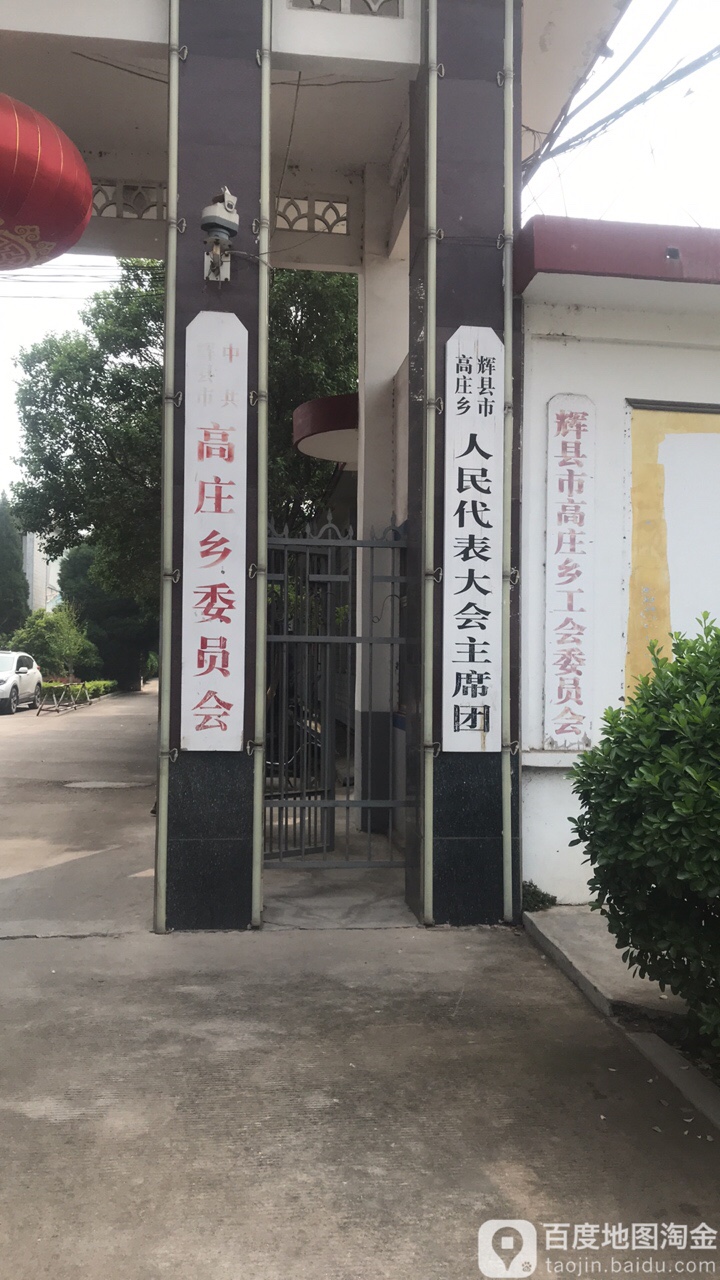 中共
辉县市
高庄乡委员会
辉县市
高庄乡
人民代表大会主席团
辉县市高庄乡工会委员会
百度地图淘金
taojin.baidu.com